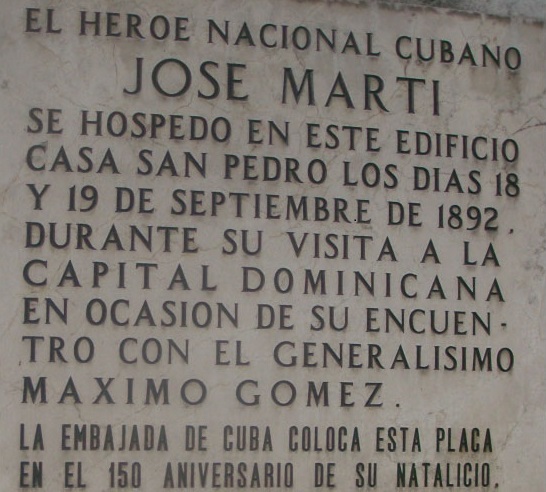 EL HEROE NACIONAL CUBANO
JOSE MARTI
SE HOSPEDO EN ESTE EDIFICIO
CASA SAN PEDRO LOS DIAS 18
Y 19 DE SEPTIEMBRE DE 1892.
DURANTE SU VISITA A LA
CAPITAL DOMINICANA
EN OCASION DE SU ENCUEN-
TRO CON EL GENERALISIMO
MAXIMO GOMEZ.
LA EMBAJADA DE CUBA COLOCA ESTA PLACA
EN EL 150 ANIVERSARIO DE SU NATALICIO.